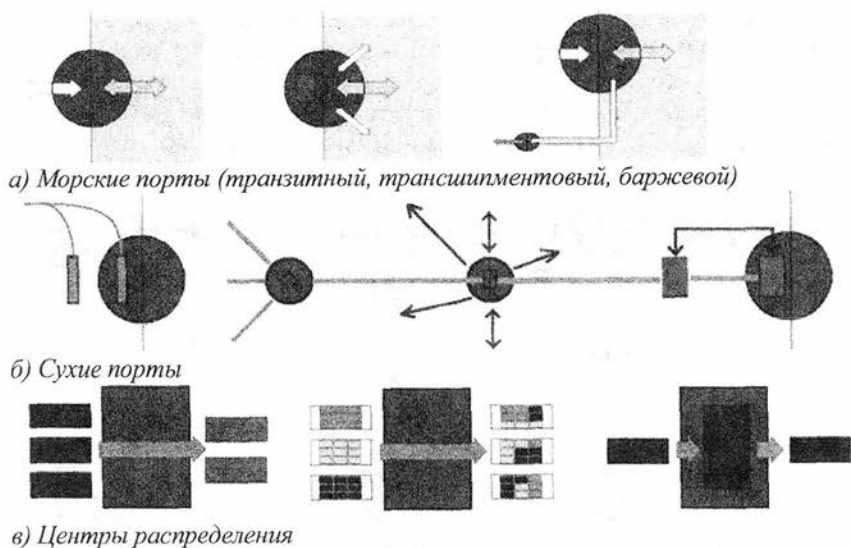 а) Морские порты (транзитный, трансшипментовый, баржевой)
б) Сухие порты
в) Центры распределения